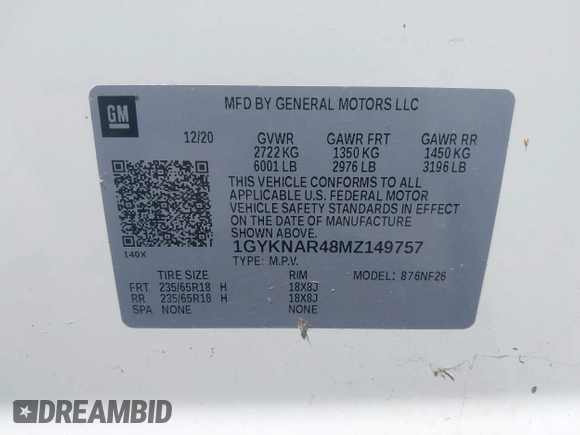 GM
MFD BY GENERAL MOTORS LLC
12/20 GVWR GAWR FRT GAWR RR
2722 KG 1350 KG 1450 KG
6001 LB 2976 LB 3196 LB
THIS VEHICLE CONFORMS TO ALL
APPLICABLE U.S. FEDERAL MOTOR
VEHICLE SAFETY STANDARDS IN EFFECT
ON THE DATE OF MANUFACTURE
SHOWN ABOVE.
140X
1GYKNAR48MZ149757
TYPE: M.P.V. MODEL: 876NF26
TIRE SIZE RIM
FRT 235/65R18 H 18X8J
RR 235/65R18 H 18X8J
SPA NONE NONE
DREAMBID